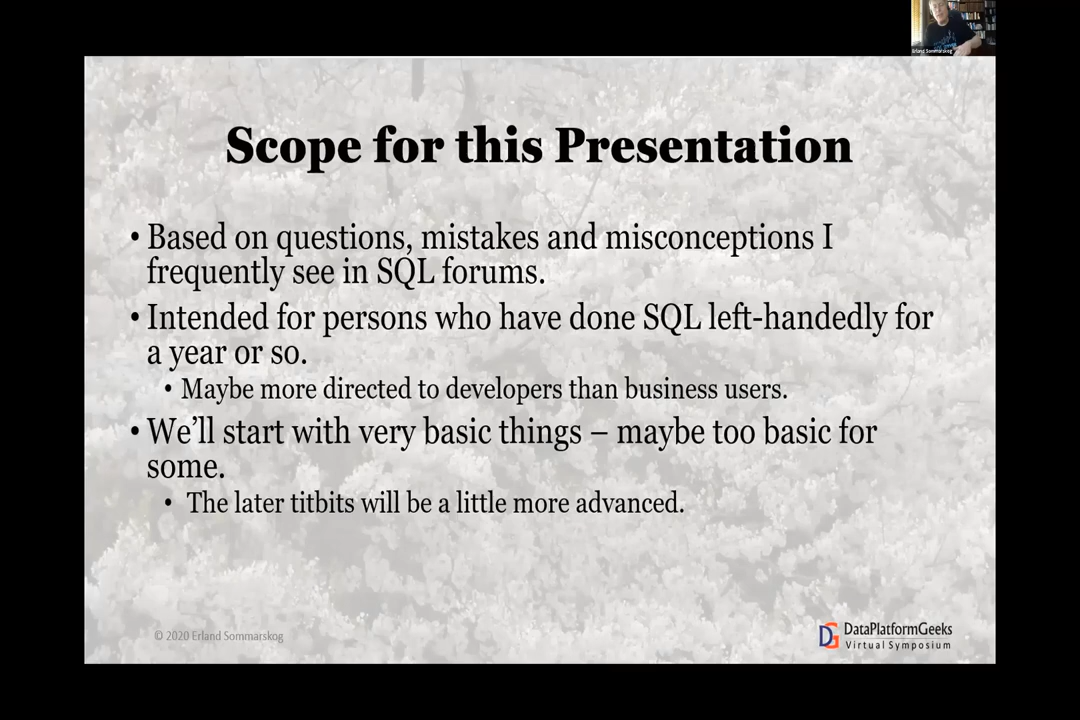 Erland Sommarskog
Scope for this Presentation
• Based on questions, mistakes and misconceptions I
frequently see in SQL forums.
• Intended for persons who have done SQL left-handedly for
a year or so.
• Maybe more directed to developers than business users.
• We’ll start with very basic things – maybe too basic for
some.
• The later titbits will be a little more advanced.
© 2020 Erland Sommarskog
DG DataPlatformGeeks
Virtual Symposium